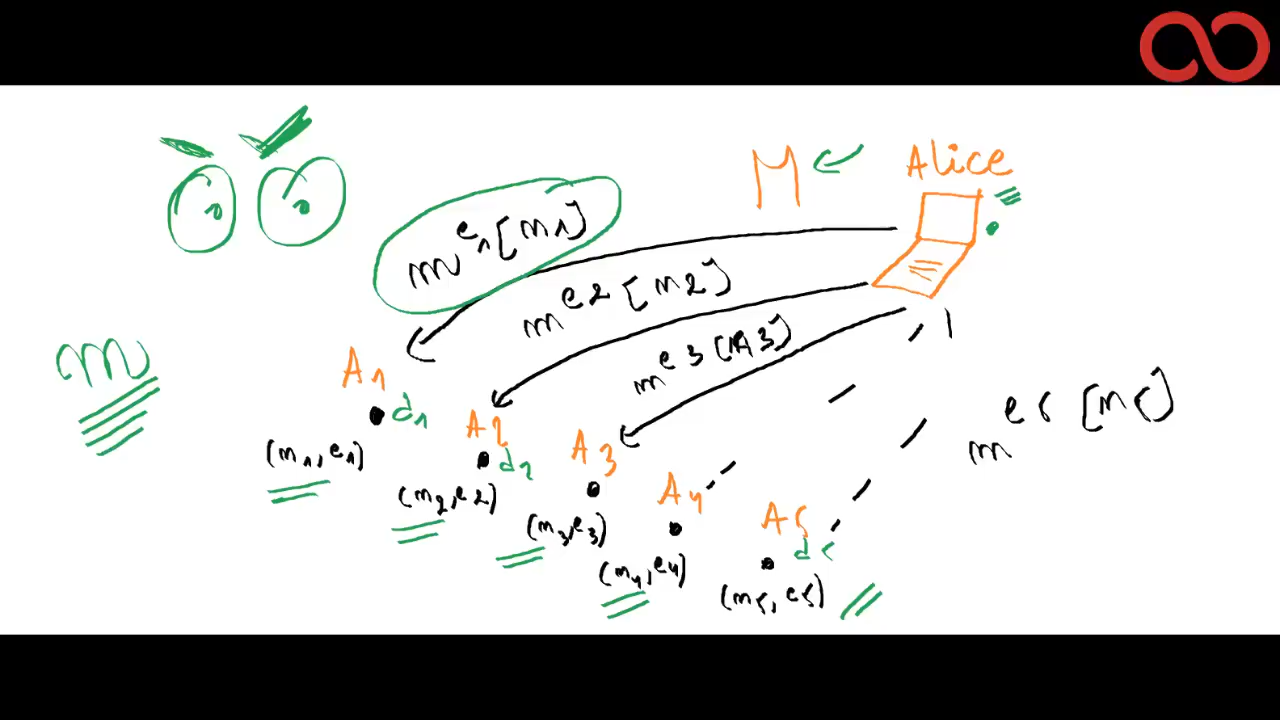 M
Alice
m^e1 [m1]
m^e2 [m2]
m^e3 [m3]
m
A1
d1
(m1, e1)
A2
d2
(m2, e2)
A3
(m3, e3)
A4
(m4, e4)
A5
(m5, e5)
m^e5 [m5]